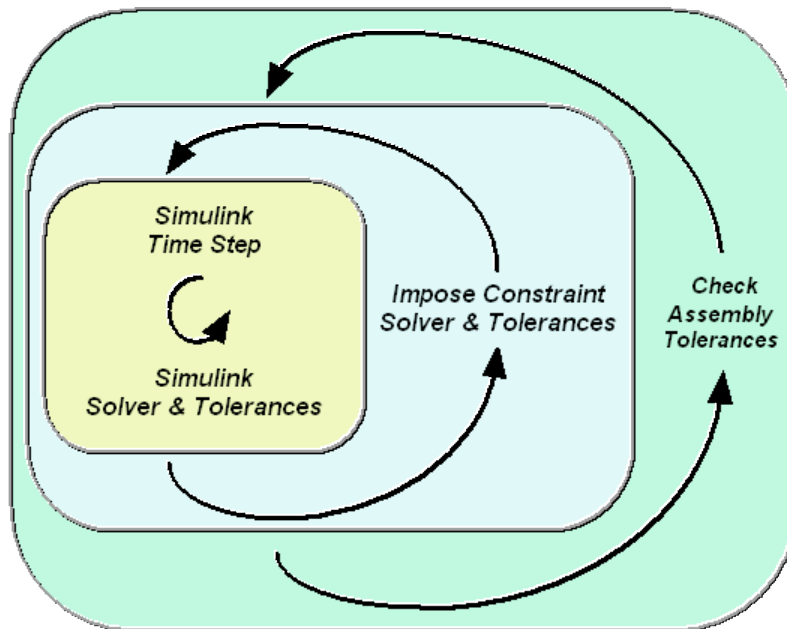 Simulink
Time Step
Simulink
Solver & Tolerances
Impose Constraint
Solver & Tolerances
Check
Assembly
Tolerances